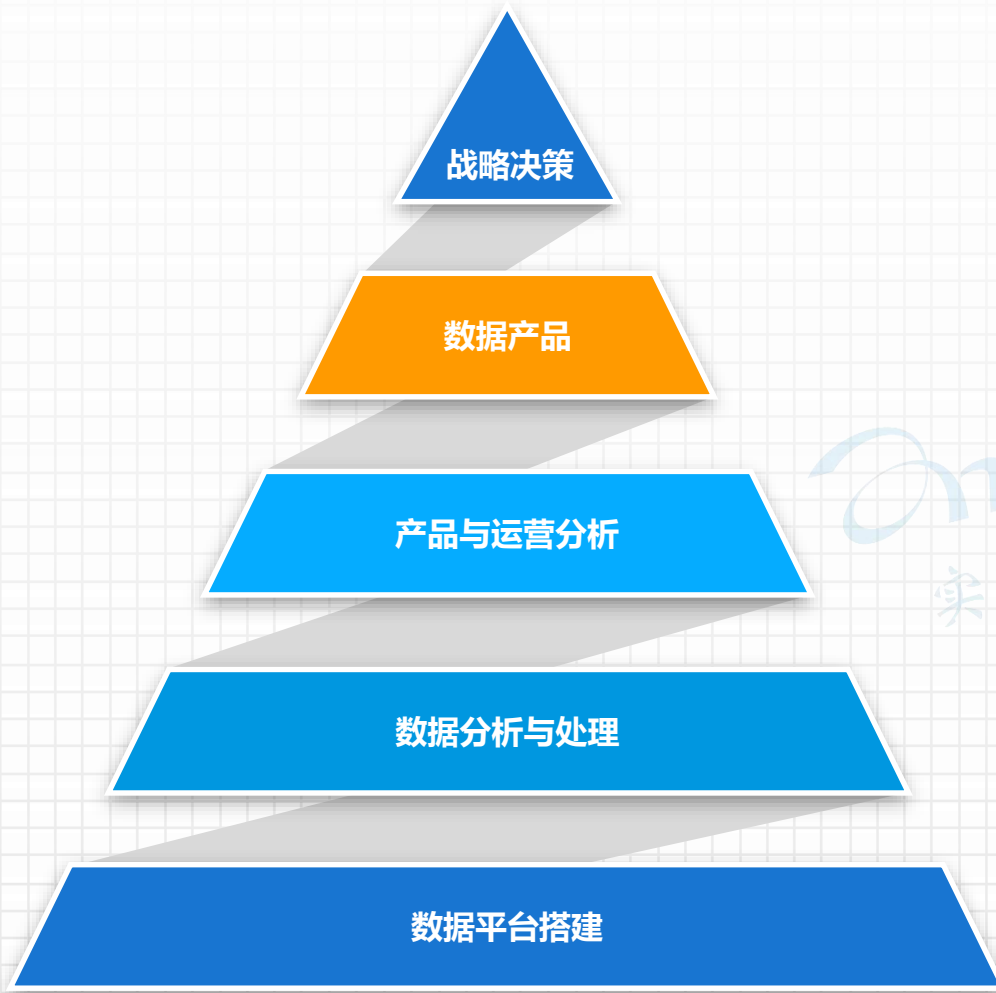 战略决策
数据产品
产品与运营分析
实
数据分析与处理
数据平台搭建